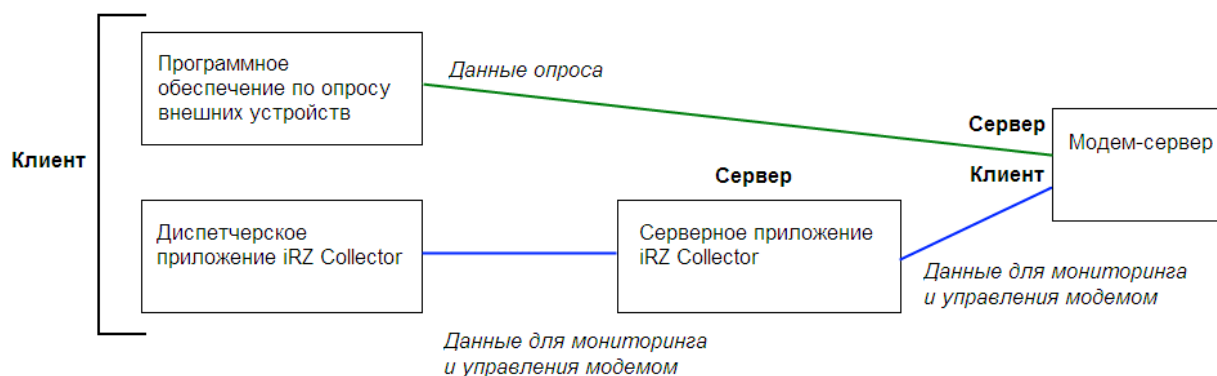 Программное
обеспечение по опросу
внешних устройств
Данные опроса
Сервер
Модем-сервер
Клиент
Клиент
Сервер
Диспетчерское
приложение iRZ Collector
Серверное приложение
iRZ Collector
Данные для мониторинга
и управления модемом
Данные для мониторинга
и управления модемом